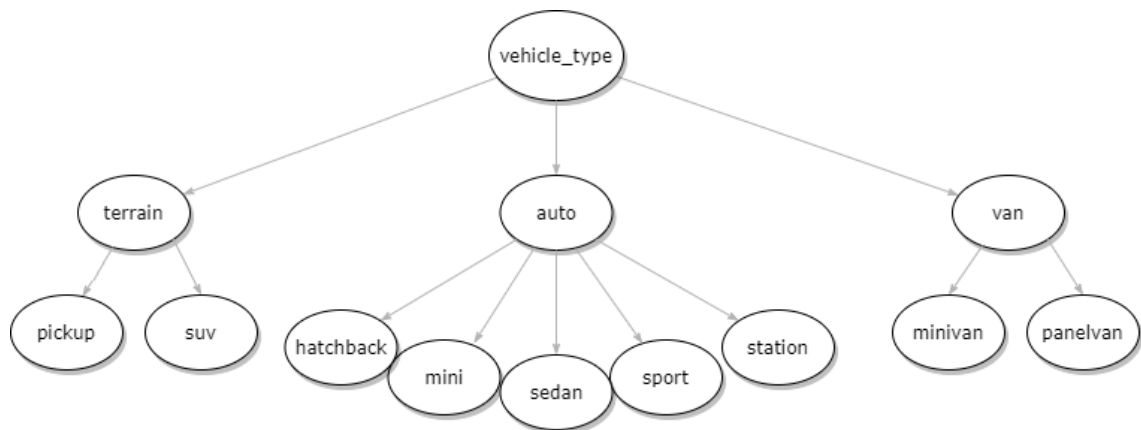 vehicle_type
terrain
auto
van
pickup
suv
hatchback
mini
sedan
sport
station
minivan
panelvan